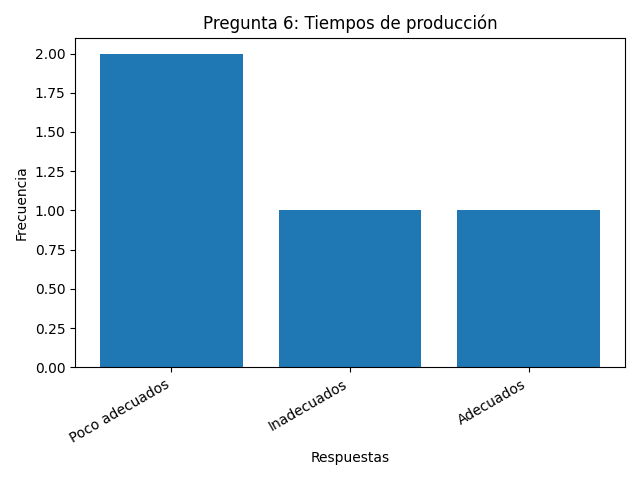 Pregunta 6: Tiempos de producción
2.00
1.75
1.50
1.25
1.00
0.75
0.50
0.25
0.00
Frecuencia
Poco adecuados
Inadecuados
Adecuados
Respuestas